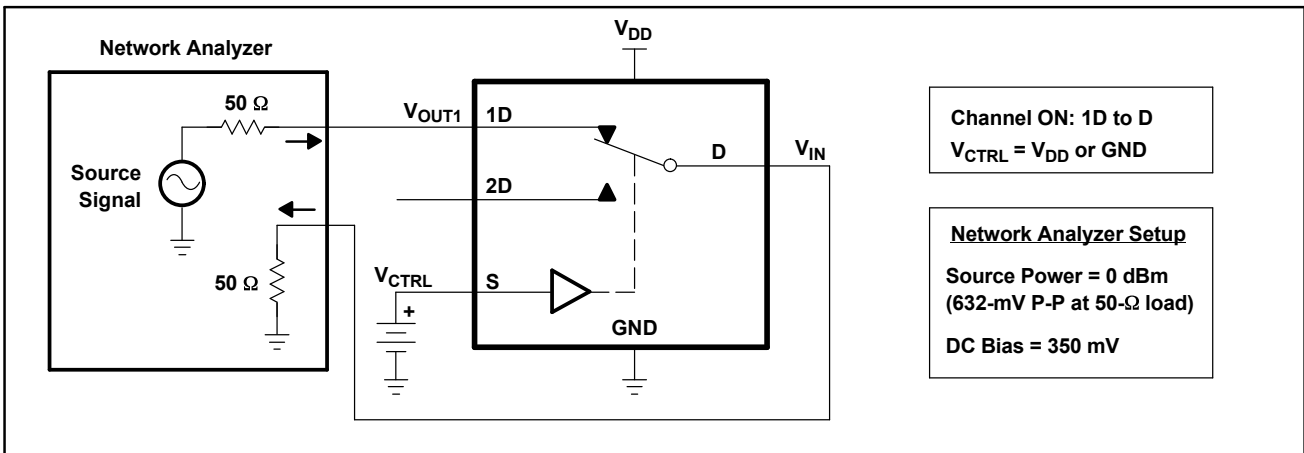 V_DD
Network Analyzer
50 Ω
V_OUT1
1D
D
V_IN
Source
Signal
2D
50 Ω
V_CTRL
S
+
GND
Channel ON: 1D to D
V_CTRL = V_DD or GND
Network Analyzer Setup
Source Power = 0 dBm
(632-mV P-P at 50-Ω load)
DC Bias = 350 mV